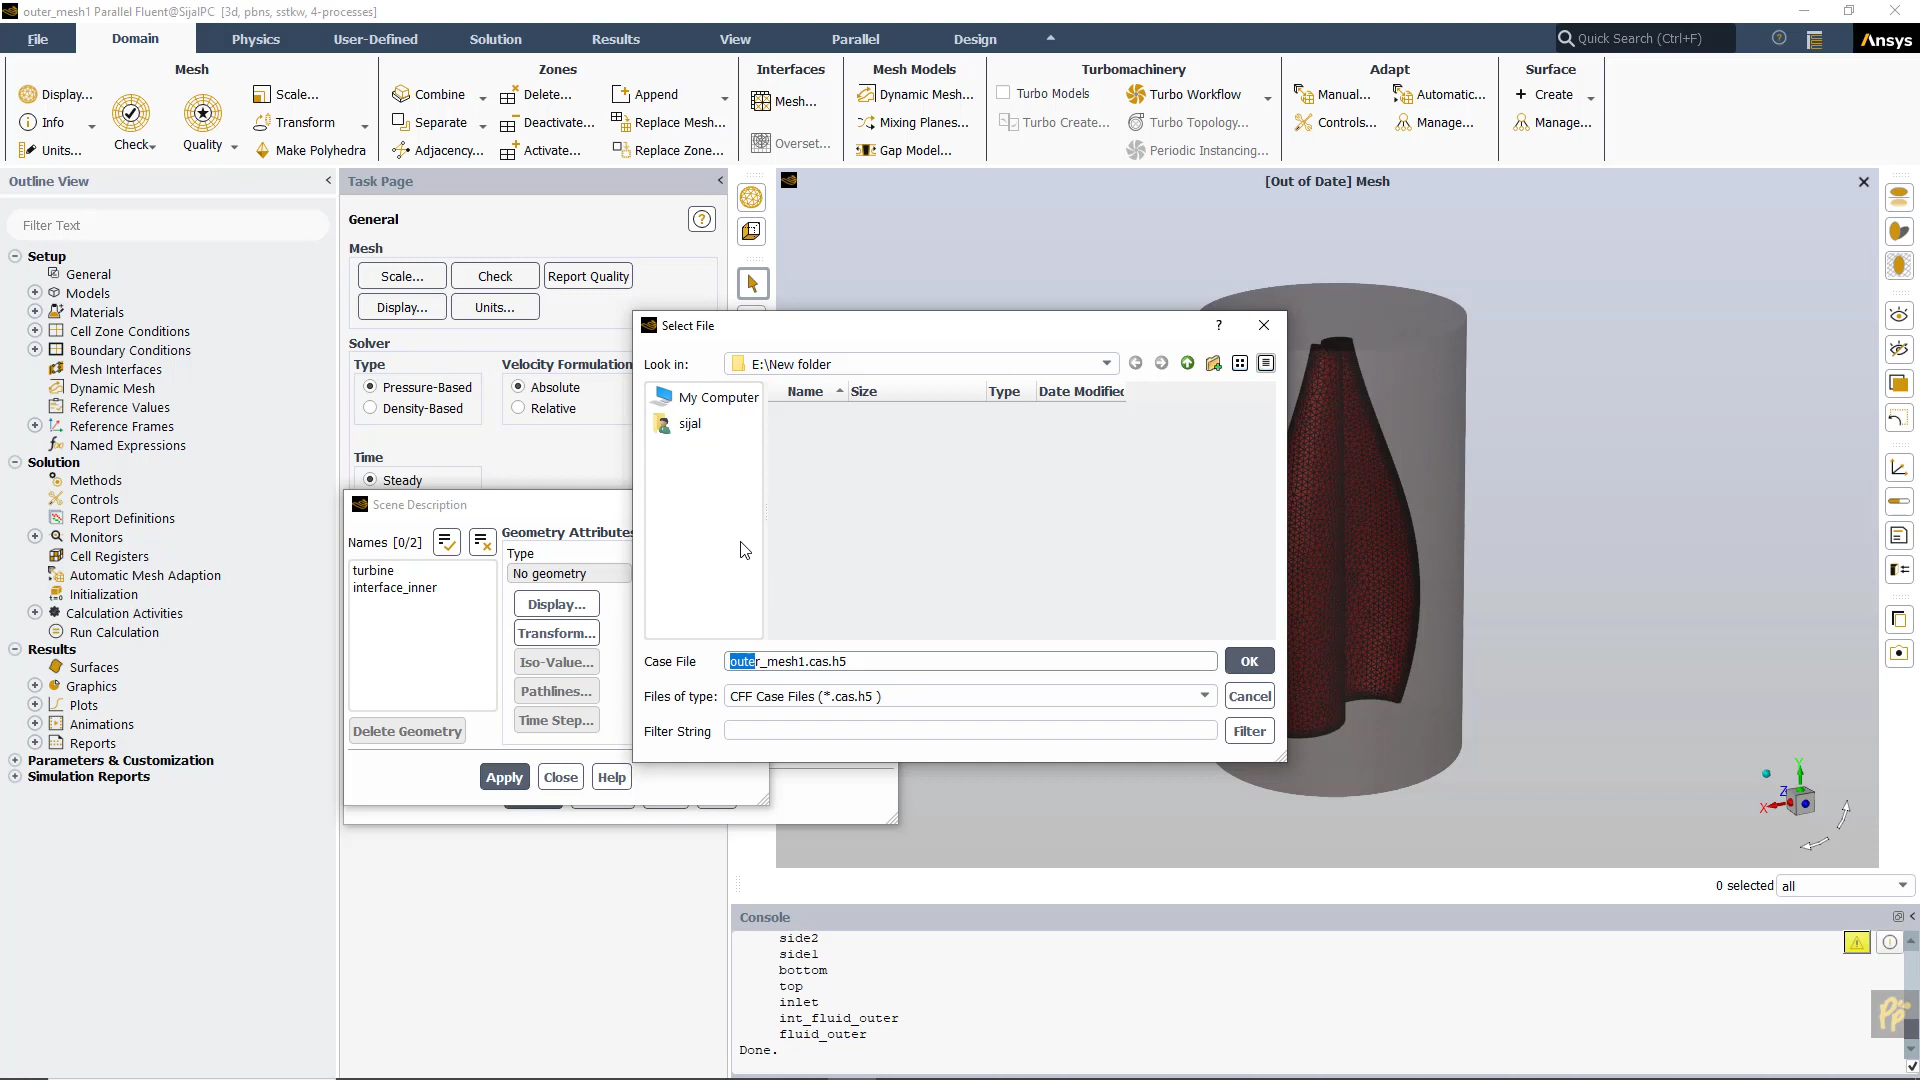 outer_mesh1 Parallel Fluent@SijalPC [3d, pbns, sstkw, 4-processes]
File
Domain
Physics
User-Defined
Solution
Results
View
Parallel
Design
Quick Search (Ctrl+F)
Ansys
Mesh
Display...
Info
Units...
Check
Quality
Scale...
Transform
Make Polyhedra
Zones
Combine
Separate
Adjacency...
Delete...
Deactivate...
Activate...
Append
Replace Mesh...
Replace Zone...
Interfaces
Mesh...
Overset...
Mesh Models
Dynamic Mesh...
Mixing Planes...
Gap Model...
Turbomachinery
Turbo Models
Turbo Create...
Turbo Workflow
Turbo Topology...
Periodic Instancing...
Adapt
Manual...
Controls...
Automatic...
Manage...
Surface
Create
Manage...
Outline View
Filter Text
Setup
General
Models
Materials
Cell Zone Conditions
Boundary Conditions
Mesh Interfaces
Dynamic Mesh
Reference Values
Reference Frames
Named Expressions
Solution
Methods
Controls
Report Definitions
Monitors
Cell Registers
Automatic Mesh Adaption
Initialization
Calculation Activities
Run Calculation
Results
Surfaces
Graphics
Plots
Animations
Reports
Parameters & Customization
Simulation Reports
Task Page
General
Mesh
Scale...
Check
Report Quality
Display...
Units...
Solver
Type
Pressure-Based
Density-Based
Velocity Formulation
Absolute
Relative
Time
Steady
Scene Description
Names [0/2]
turbine
interface_inner
Delete Geometry
Geometry Attributes
Type
No geometry
Display...
Transform...
Iso-Value...
Pathlines...
Time Step...
Apply
Close
Help
Select File
Look in:
E:\New folder
My Computer
sijal
Name
Size
Type
Date Modified
Case File
outer_mesh1.cas.h5
OK
Files of type:
CFF Case Files (*.cas.h5 )
Cancel
Filter String
Filter
[Out of Date] Mesh
Y
Z
X
0 selected
all
Console
side2
side1
bottom
top
inlet
int_fluid_outer
fluid_outer
Done.